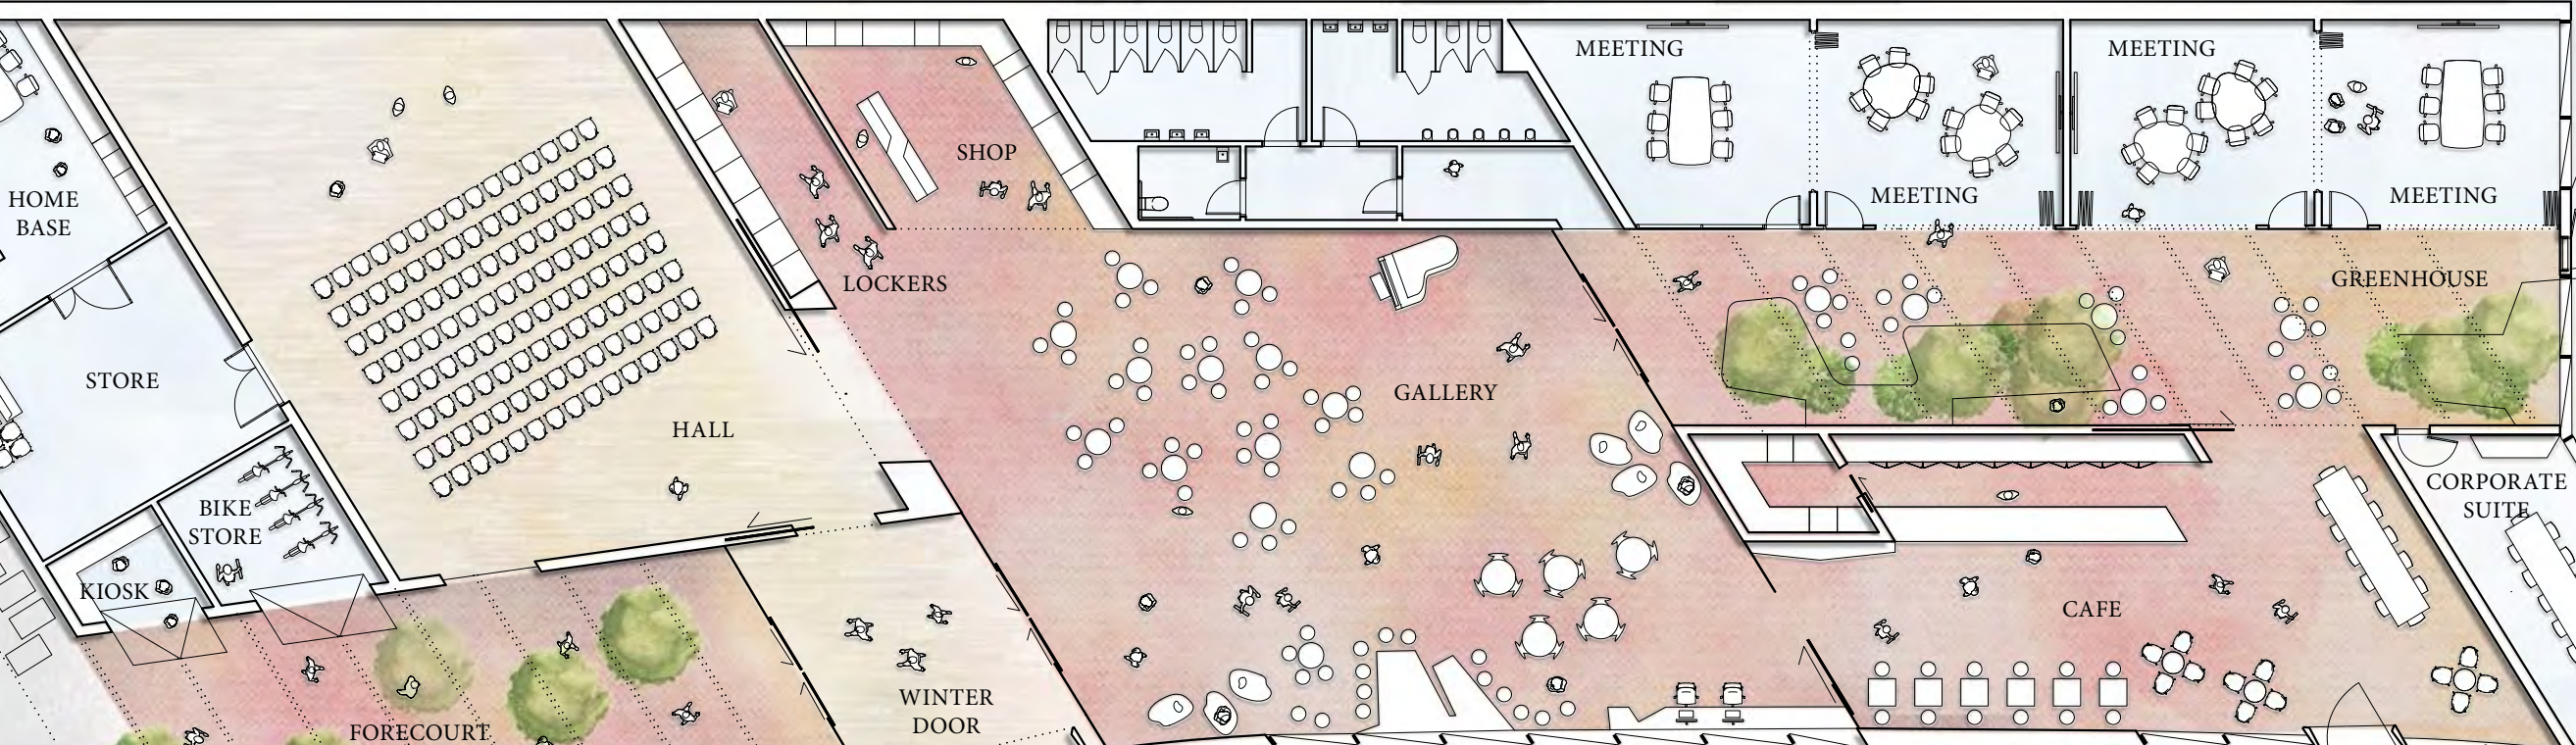 MEETING
MEETING
SHOP
MEETING
MEETING
HOME
BASE
LOCKERS
GREENHOUSE
STORE
GALLERY
HALL
CORPORATE
SUITE
BIKE
STORE
KIOSK
CAFE
WINTER
DOOR
FORECOURT